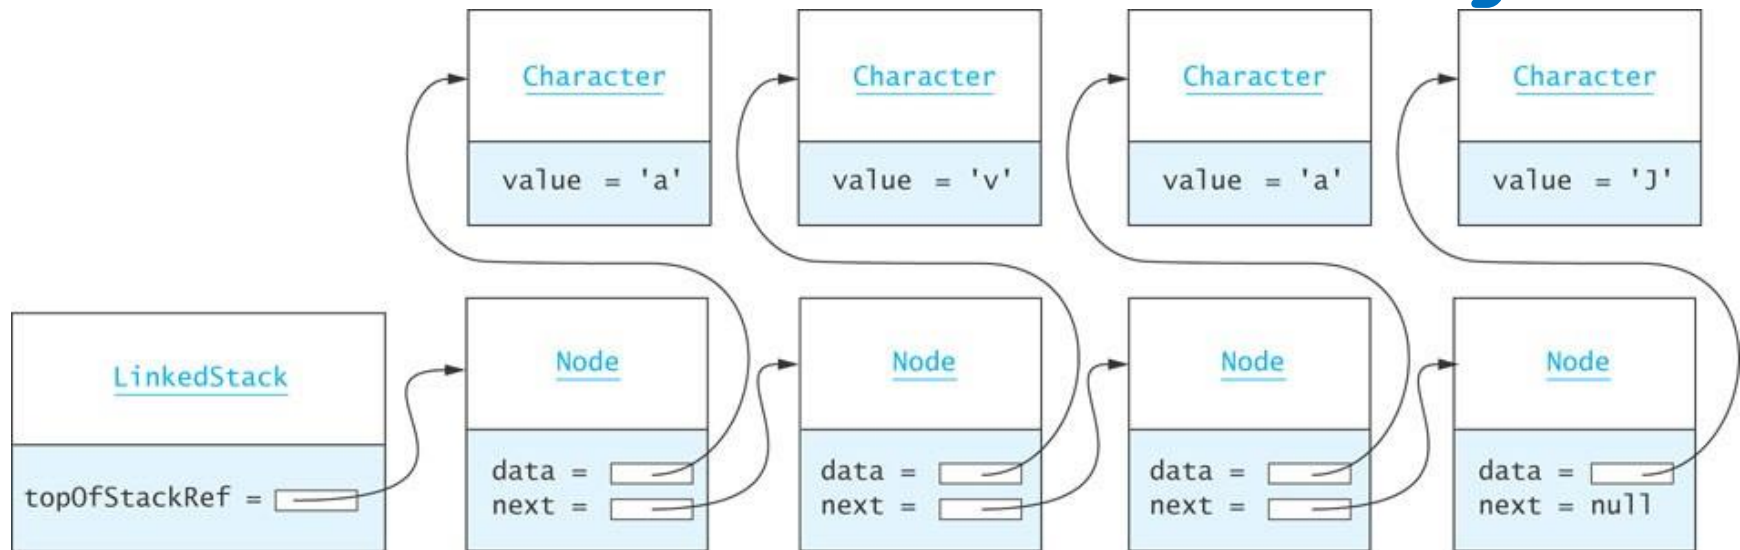 Character
Character
Character
Character
value = 'a'
value = 'v'
value = 'a'
value = 'J'
LinkedStack
topOfStackRef =
Node
data =
next =
Node
data =
next =
Node
data =
next =
Node
data =
next = null